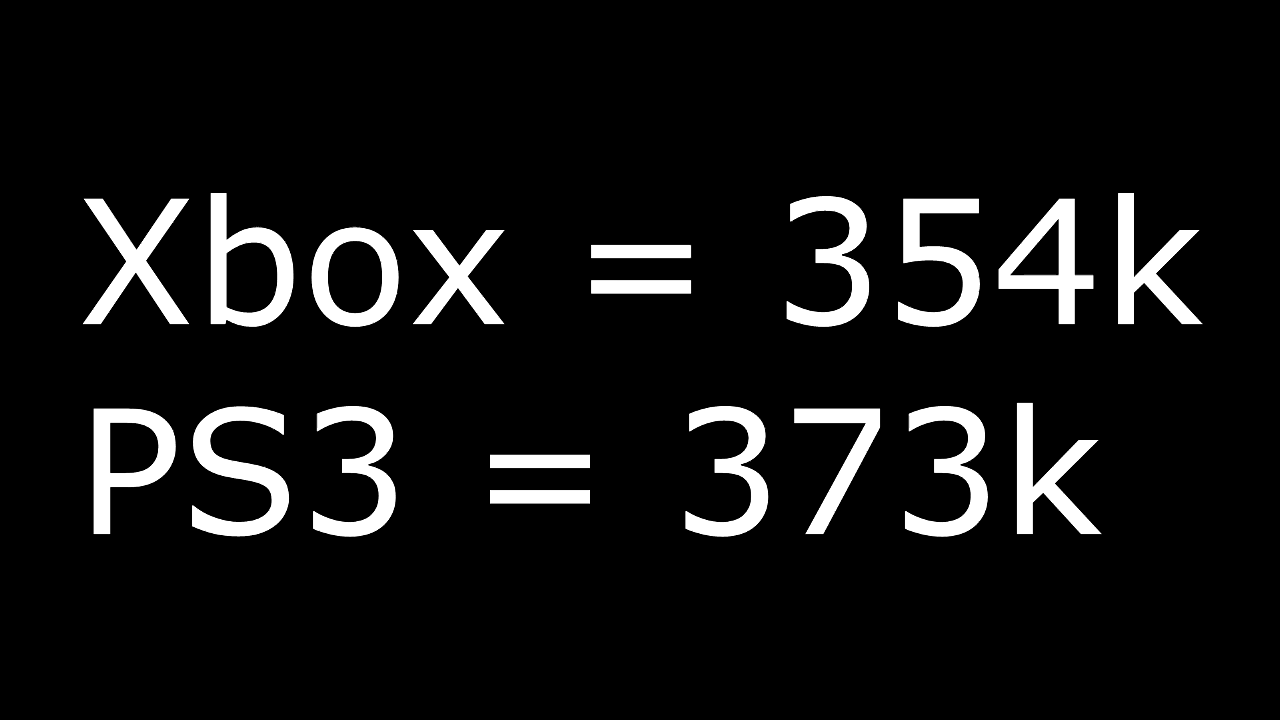 Xbox = 354k
PS3 = 373k